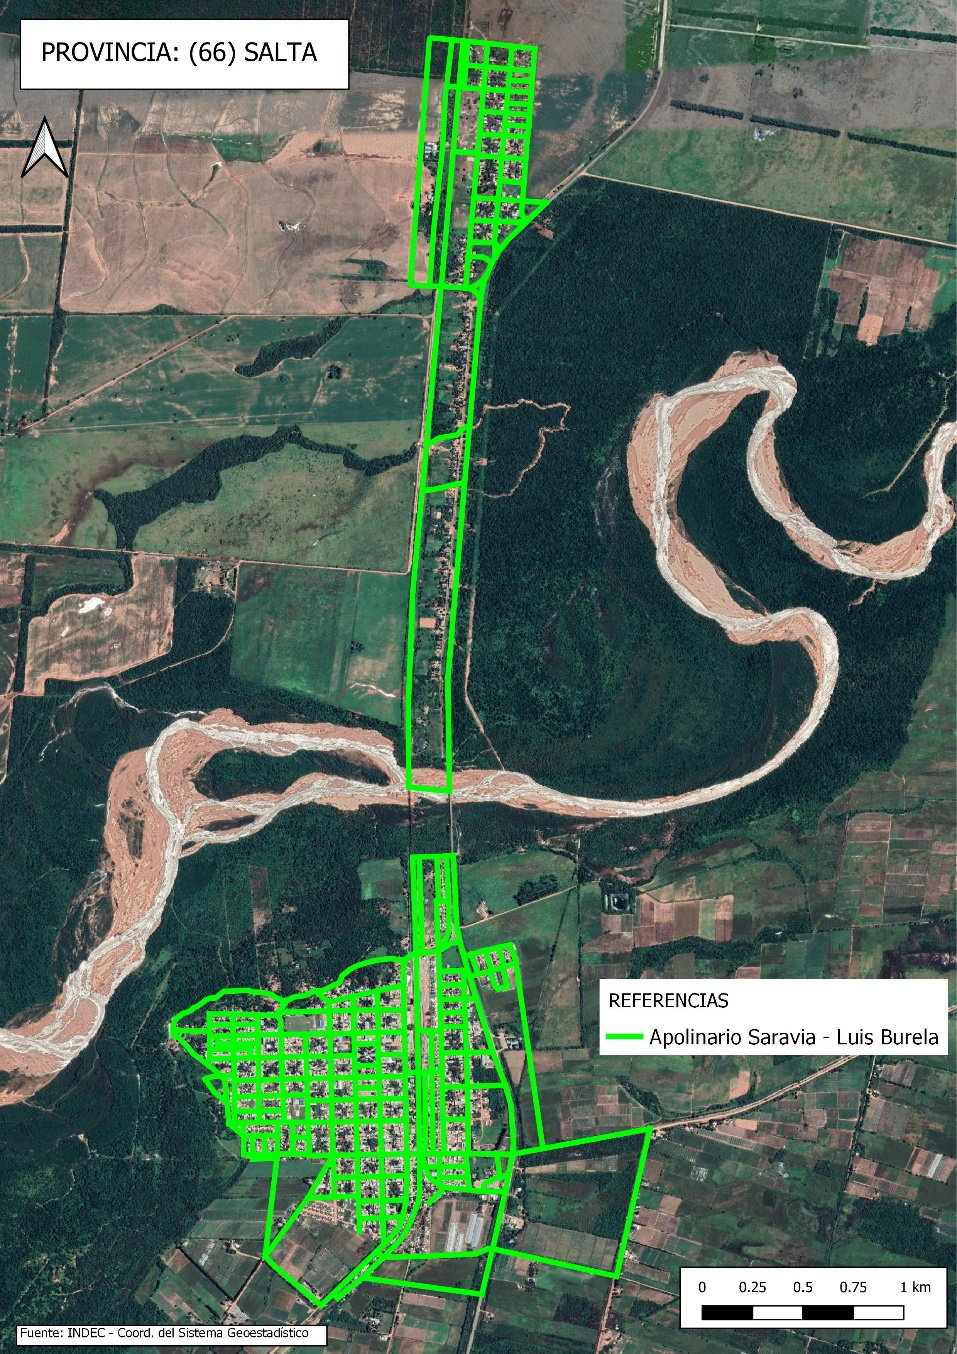 PROVINCIA: (66) SALTA
REFERENCIAS
Apolinario Saravia - Luis Burela
0 0.25 0.5 0.75 1 km
Fuente: INDEC - Coord. del Sistema Geoestadístico